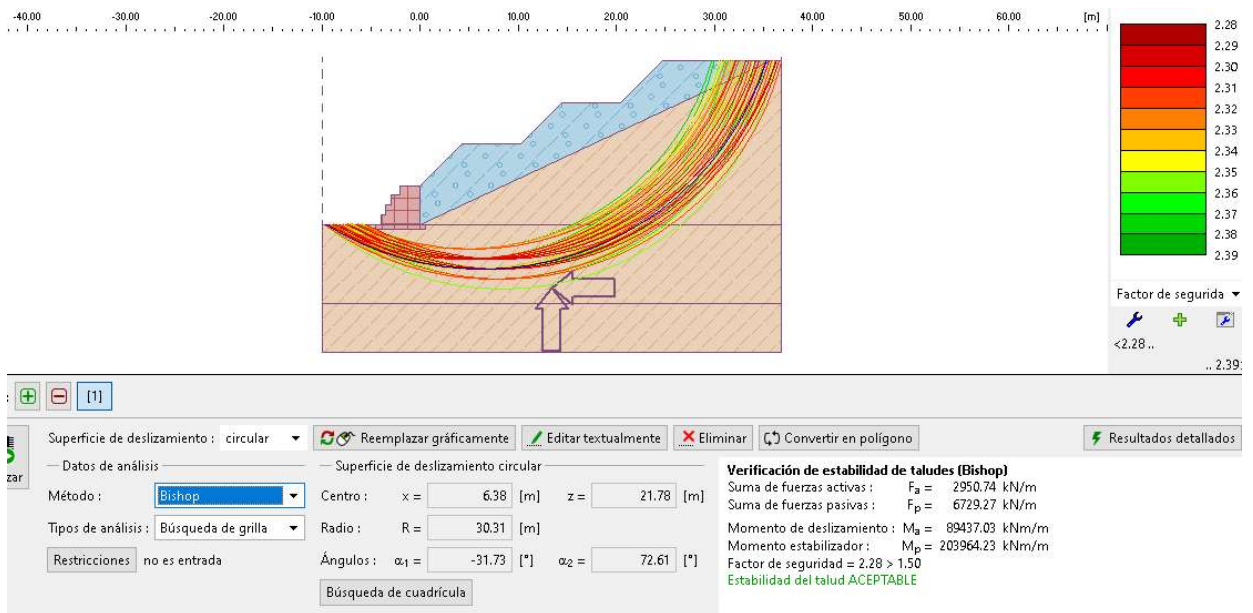 -40.00 -30.00 -20.00 -10.00 0.00 10.00 20.00 30.00 40.00 50.00 60.00 [m]
2.28
2.29
2.30
2.31
2.32
2.33
2.34
2.35
2.36
2.37
2.38
2.39
Factor de segurida
<2.28 ..
.. 2.39
[1]
Superficie de deslizamiento : circular Reemplazar gráficamente Editar textualmente Eliminar Convertir en polígono Resultados detallados
zar
Datos de análisis
Método : Bishop
Tipos de análisis : Búsqueda de grilla
Restricciones no es entrada
Superficie de deslizamiento circular
Centro : x = 6.38 [m] z = 21.78 [m]
Radio : R = 30.31 [m]
Ángulos : α1 = -31.73 [°] α2 = 72.61 [°]
Búsqueda de cuadrícula
Verificación de estabilidad de taludes (Bishop)
Suma de fuerzas activas : Fa = 2950.74 kN/m
Suma de fuerzas pasivas : Fp = 6729.27 kN/m
Momento de deslizamiento : Ma = 89437.03 kNm/m
Momento estabilizador : Mp = 203964.23 kNm/m
Factor de seguridad = 2.28 > 1.50
Estabilidad del talud ACEPTABLE